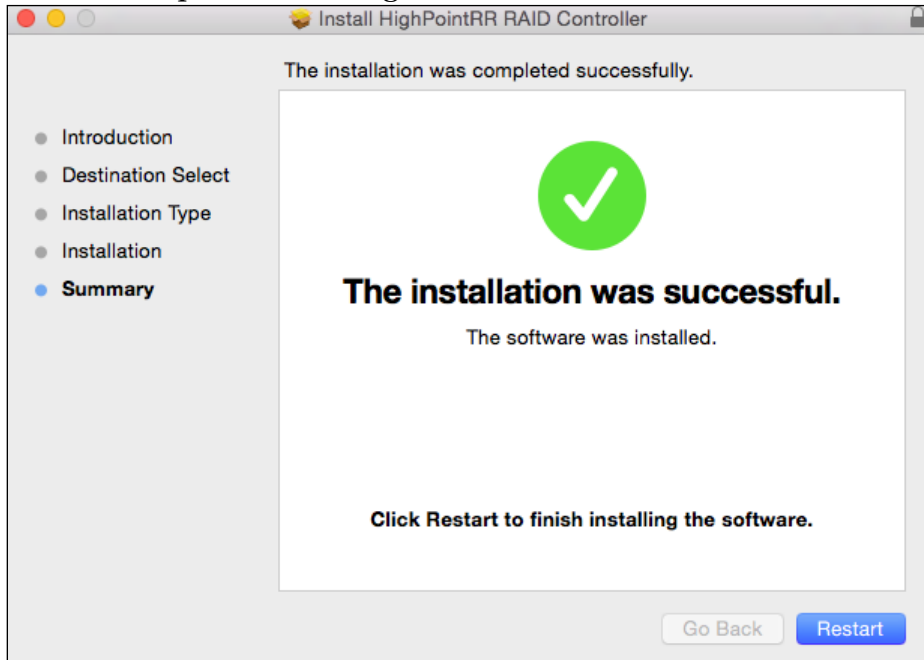 Install HighPointRR RAID Controller
The installation was completed successfully.
Introduction
Destination Select
Installation Type
Installation
Summary
The installation was successful.
The software was installed.
Click Restart to finish installing the software.
Go Back
Restart